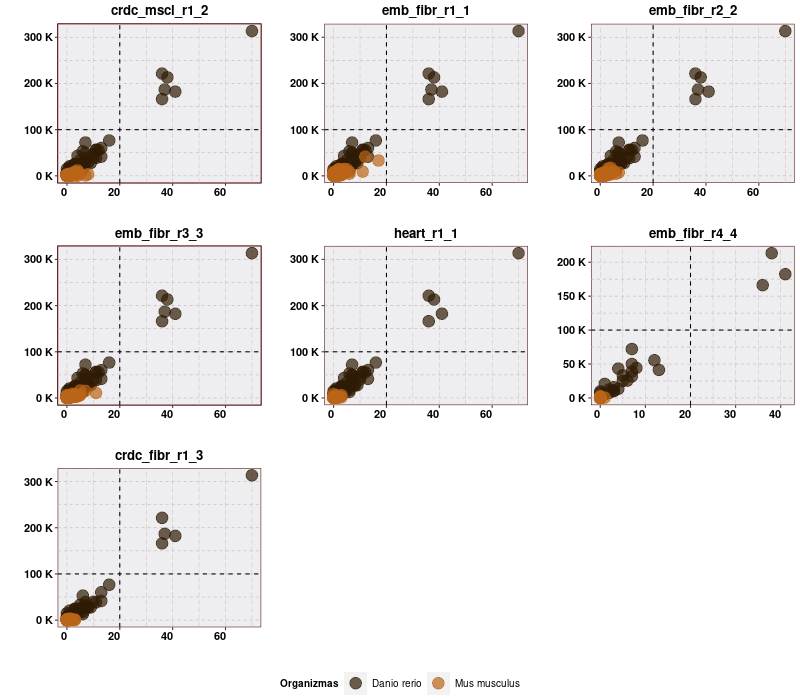 crdc_mscl_r1_2 emb_fibr_r1_1 emb_fibr_r2_2
300 K 300 K 300 K
200 K 200 K 200 K
100 K 100 K 100 K
0 K 0 K 0 K
0 20 40 60 0 20 40 60 0 20 40 60
emb_fibr_r3_3 heart_r1_1 emb_fibr_r4_4
300 K 300 K 200 K
200 K 200 K 150 K
100 K 100 K 100 K
50 K
0 K 0 K 0 K
0 20 40 60 0 20 40 60 0 10 20 30 40
crdc_fibr_r1_3
300 K
200 K
100 K
0 K
0 20 40 60
Organizmas Danio rerio Mus musculus